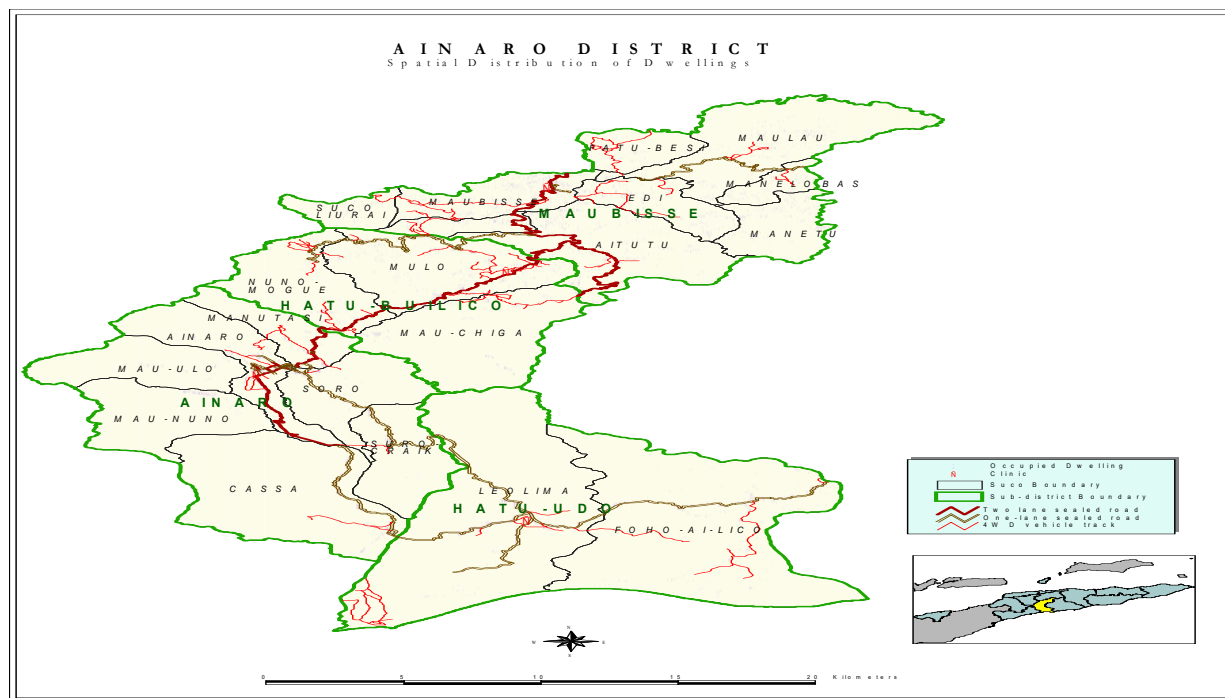 AINARO DISTRICT
Spatial Distribution of Dwellings
MAULAU
FATU-BESI
MANELOBAS
EDI
MAUBISSE
SUCO
LIURAI
MAUBISSE
MANETU
AITUTU
MULO
NUNO-
MOGUE
HATU-BUILICO
MANUTASI
MAU-CHIGA
AINARO
MAU-ULO
SORO
AINARO
MAU-NUNO
SURO-
CRAIK
CASSA
LEOLIMA
HATU-UDO
FOHO-AI-LICO
Occupied Dwelling
Ñ Clinic
Suco Boundary
Sub-district Boundary
Two lane sealed road
One-lane sealed road
4WD vehicle track
Ñ
N
W E
S
0 5 10 15 20 Kilometers